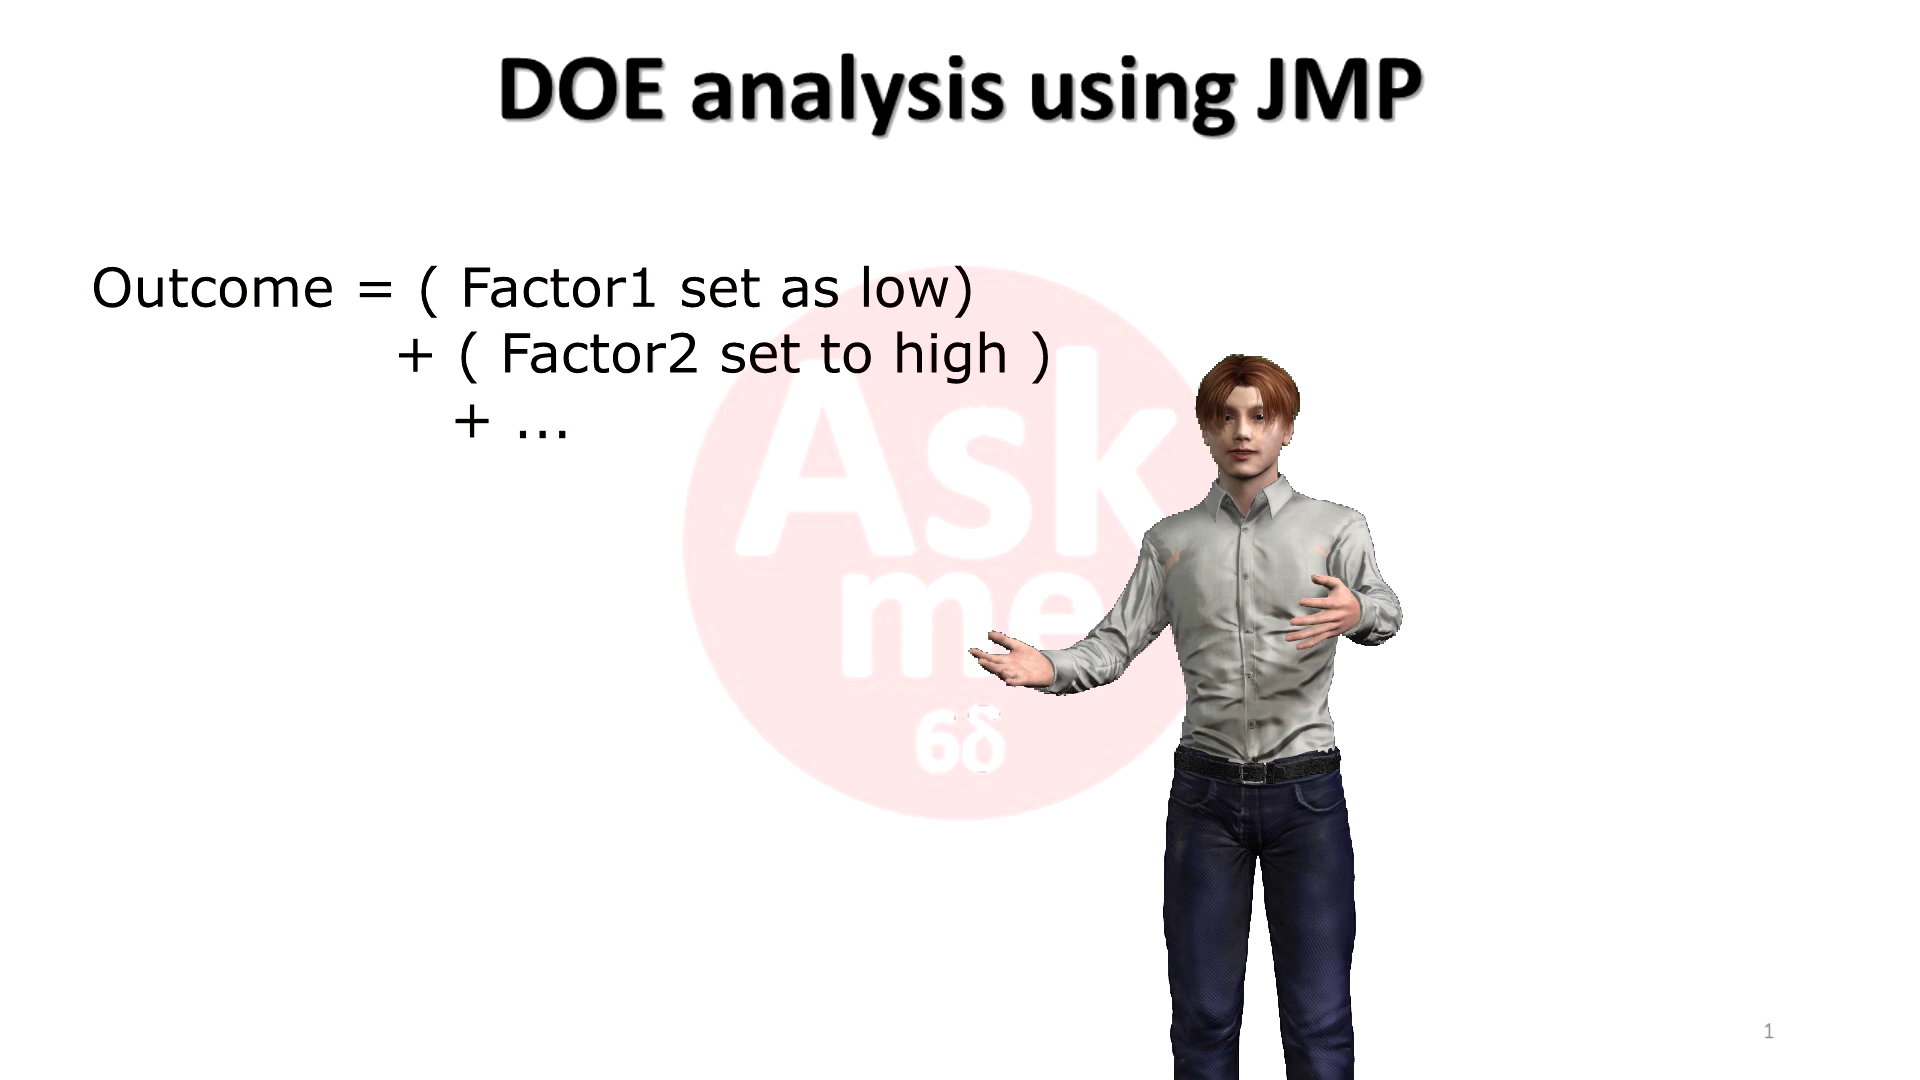 DOE analysis using JMP
Outcome = ( Factor1 set as low)
+ ( Factor2 set to high )
+ ...
Ask
me
6δ
1